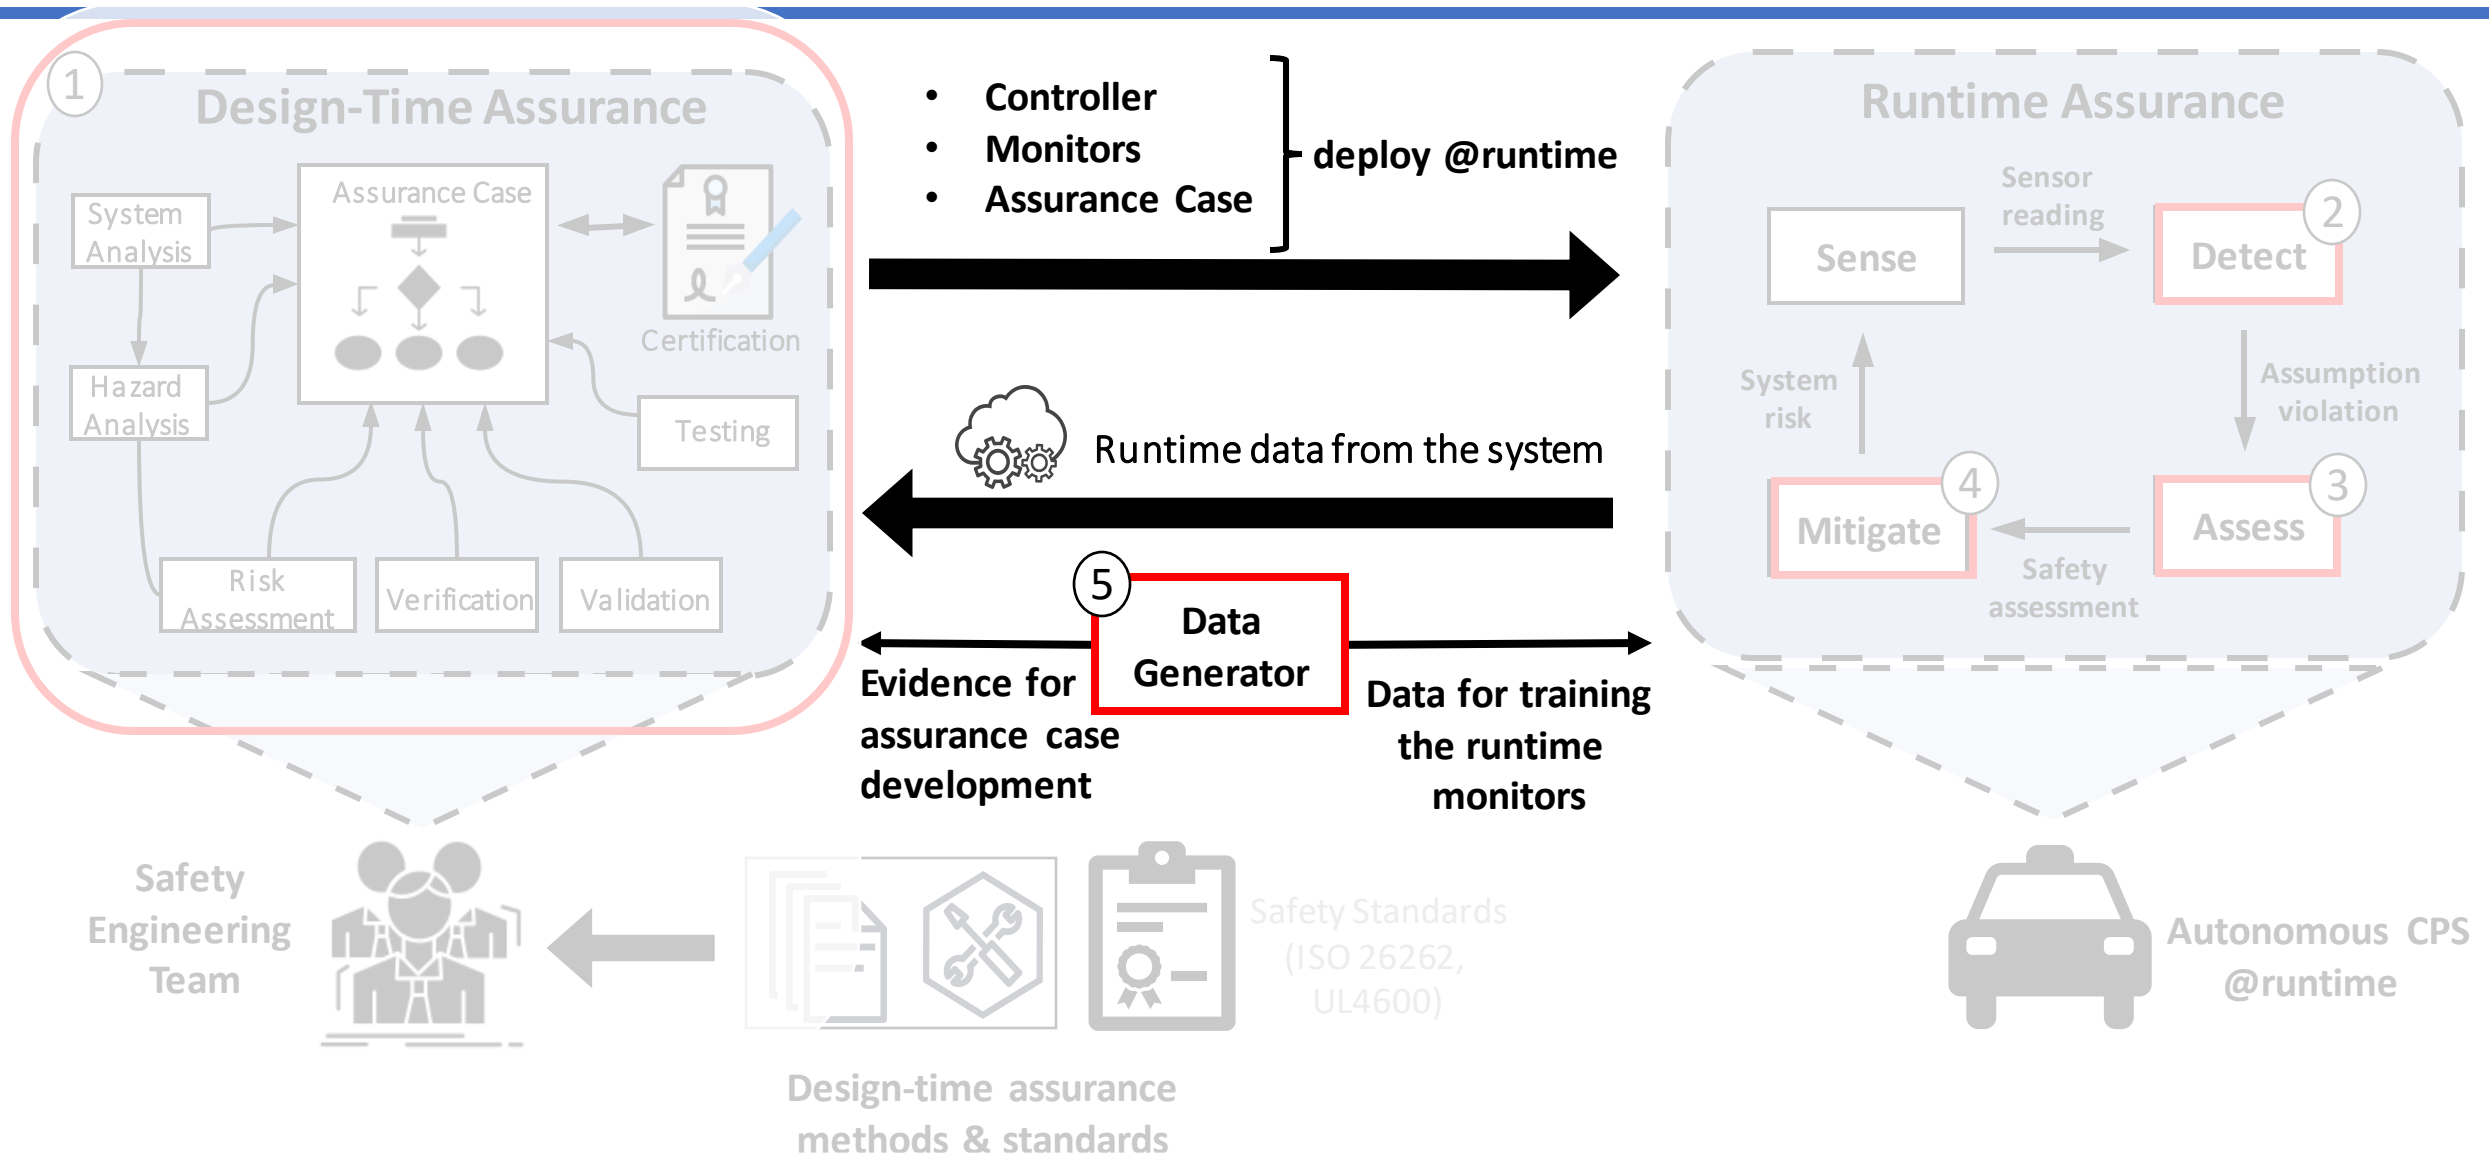 1
Design-Time Assurance
System
Analysis
Assurance Case
Certification
Hazard
Analysis
Testing
Risk
Assessment
Verification
Validation
• Controller
• Monitors
• Assurance Case
deploy @runtime
Runtime data from the system
5
Data
Generator
Evidence for
assurance case
development
Data for training
the runtime
monitors
Runtime Assurance
Sense
Sensor
reading
2
Detect
Assumption
violation
3
Assess
Safety
assessment
4
Mitigate
System
risk
Safety
Engineering
Team
Safety Standards
(ISO 26262,
UL4600)
Design-time assurance
methods & standards
Autonomous CPS
@runtime